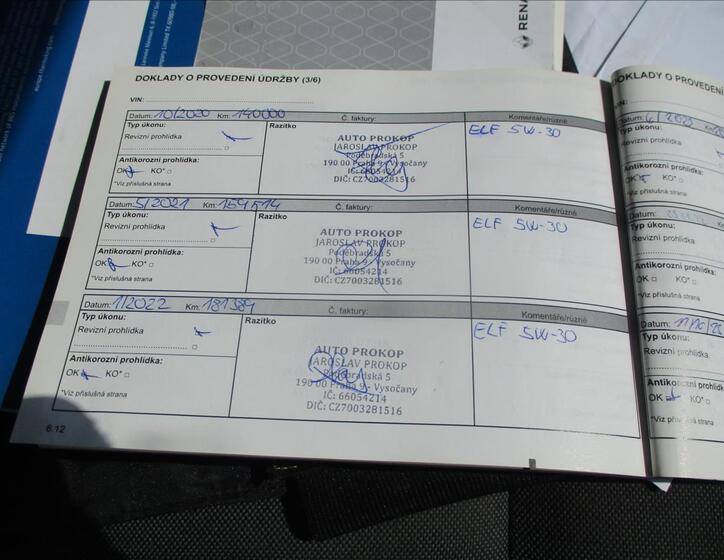 RENA
DOKLADY O PROVEDENÍ ÚDRŽBY (3/6)
VIN:
Datum: 10/2020 Km: 140000 Č. faktury: Komentáře/různé
Typ úkonu:
Revizní prohlídka
Antikorozní prohlídka:
OK KO*
*Viz příslušná strana
Razítko
AUTO PROKOP
JAROSLAV PROKOP
Poděbradská 5
190 00 Praha 9 - Vysočany
IČ: 66054214
DIČ: CZ7003281516
ELF 5W-30
Datum: 5/2021 Km: 159514 Č. faktury: Komentáře/různé
Typ úkonu:
Revizní prohlídka
Antikorozní prohlídka:
OK KO*
*Viz příslušná strana
Razítko
AUTO PROKOP
JAROSLAV PROKOP
Poděbradská 5
190 00 Praha 9 - Vysočany
IČ: 66054214
DIČ: CZ7003281516
ELF 5W-30
Datum: 1/2022 Km: 181589 Č. faktury: Komentáře/různé
Typ úkonu:
Revizní prohlídka
Antikorozní prohlídka:
OK KO*
*Viz příslušná strana
Razítko
AUTO PROKOP
JAROSLAV PROKOP
Poděbradská 5
190 00 Praha 9 - Vysočany
IČ: 66054214
DIČ: CZ7003281516
ELF 5W-30
6.12
DOKLADY O PROVEDENÍ
VIN:
Datum:
Typ úkonu:
Revizní prohlídka
Antikorozní prohlídka:
OK KO*
*Viz příslušná strana
Datum:
Typ úkonu:
Revizní prohlídka
Antikorozní prohlídka:
OK KO*
*Viz příslušná strana
Datum:
Typ úkonu:
Revizní prohlídka
Antikorozní prohlídka:
OK KO*
*Viz příslušná strana